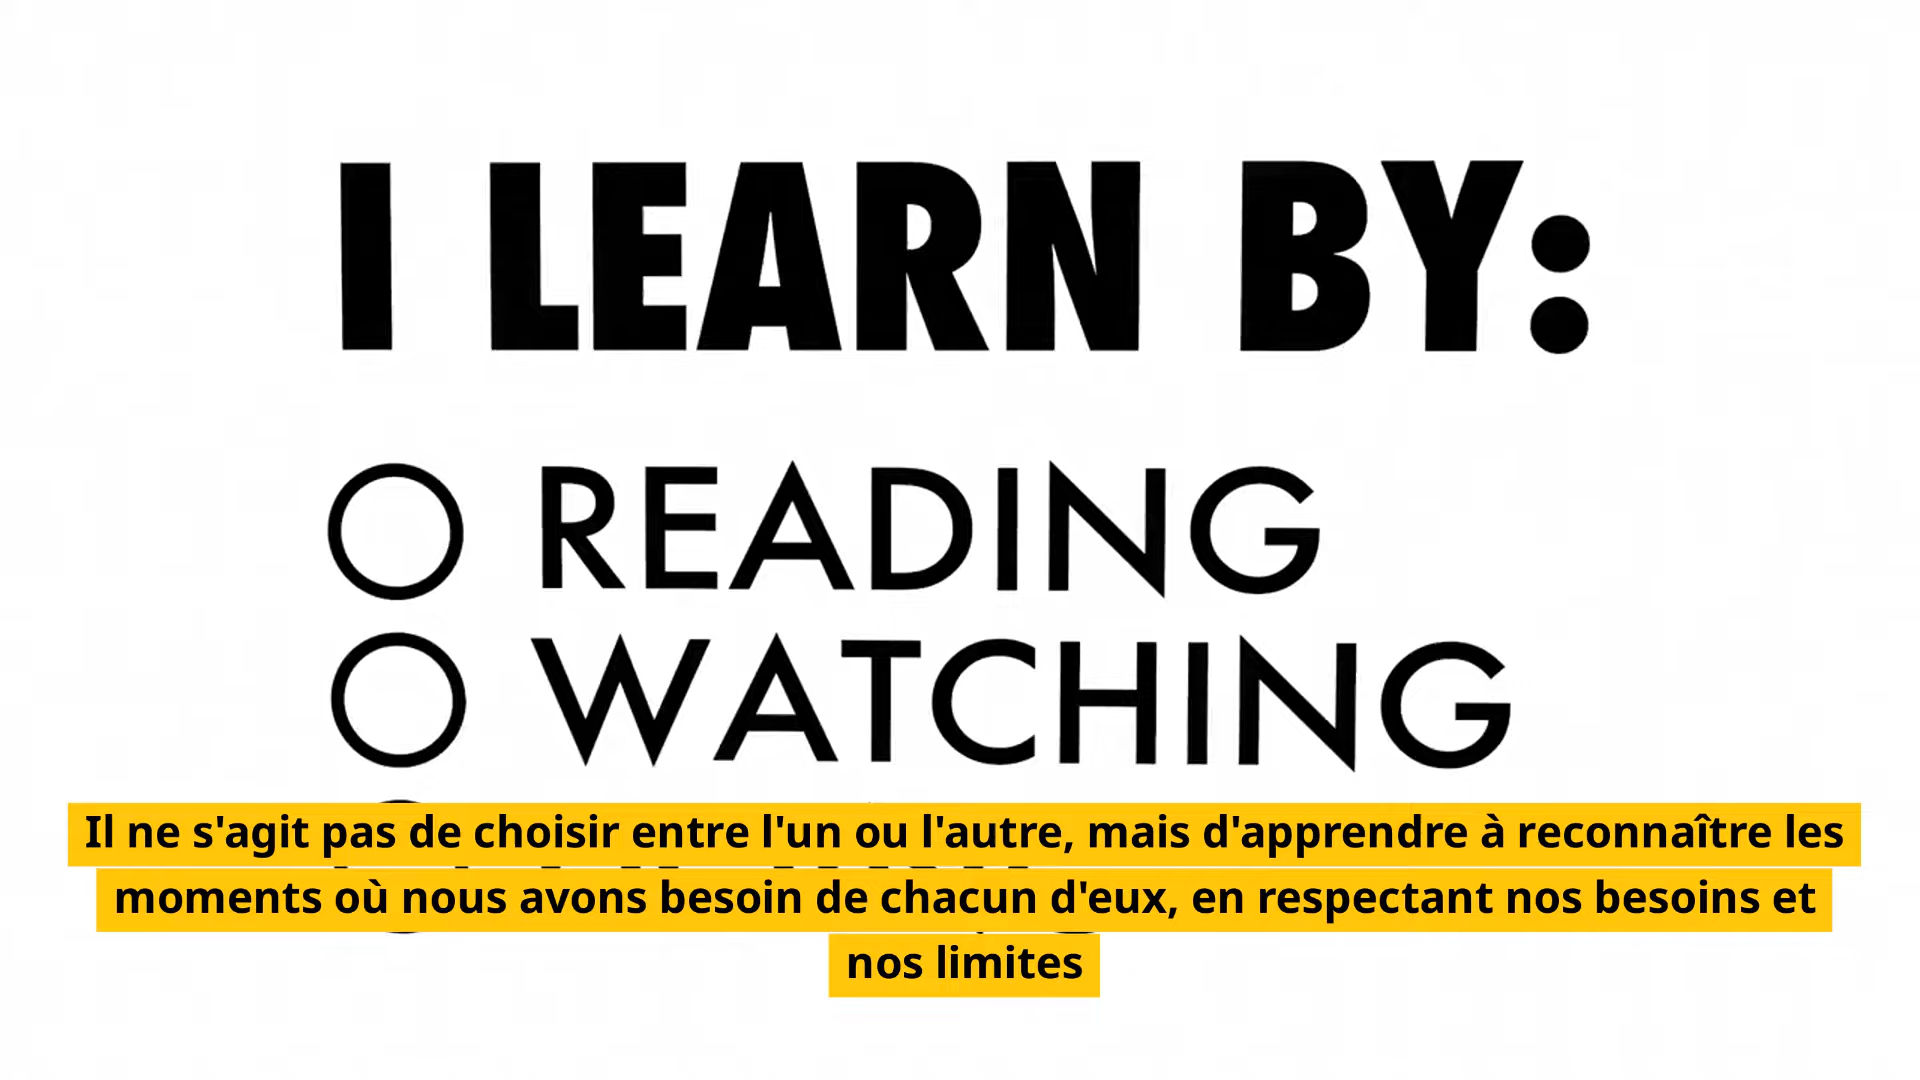 I LEARN BY:
READING
WATCHING
Il ne s'agit pas de choisir entre l'un ou l'autre, mais d'apprendre à reconnaître les
moments où nous avons besoin de chacun d'eux, en respectant nos besoins et
nos limites